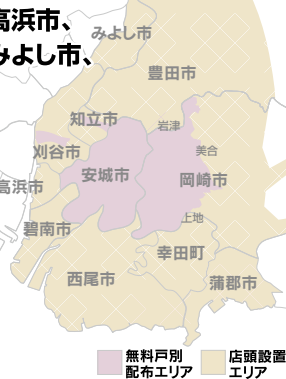 高浜市、
みよし市、
みよし市
豊田市
知立市
岩津
刈谷市
美合
安城市
岡崎市
高浜市
上地
碧南市
幸田町
西尾市
蒲郡市
無料戸別
配布エリア
店頭設置
エリア